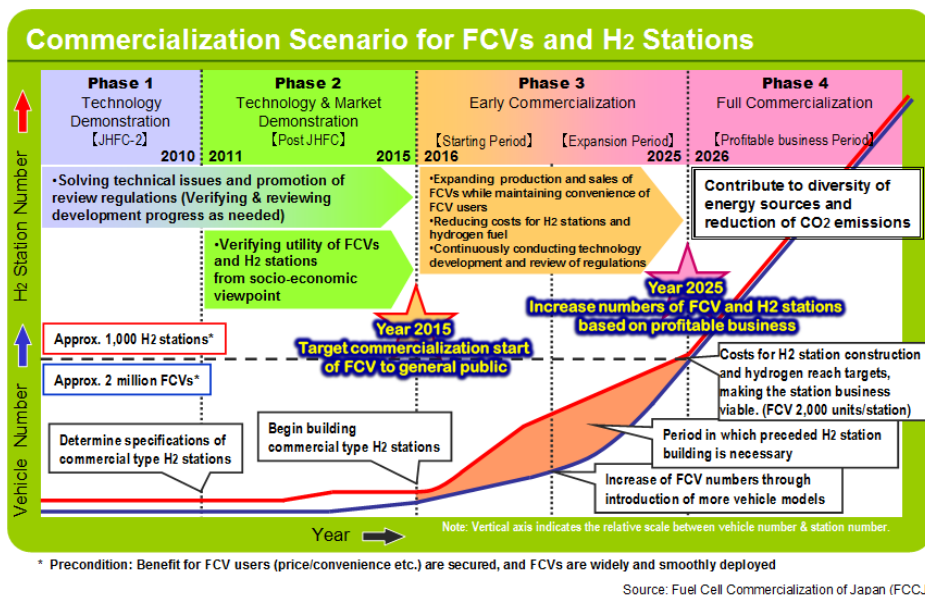 Commercialization Scenario for FCVs and H2 Stations
Phase 1
Technology
Demonstration
【JHFC-2】
2010
Phase 2
Technology & Market
Demonstration
【Post JHFC】
2011
2015
Phase 3
Early Commercialization
【Starting Period】
【Expansion Period】
2016
2025
Phase 4
Full Commercialization
【Profitable business Period】
2026
H2 Station Number
Vehicle Number
•Solving technical issues and promotion of
review regulations (Verifying & reviewing
development progress as needed)
•Verifying utility of FCVs
and H2 stations
from socio-economic
viewpoint
•Expanding production and sales of
FCVs while maintaining convenience of
FCV users
•Reducing costs for H2 stations and
hydrogen fuel
•Continuously conducting technology
development and review of regulations
Contribute to diversity of
energy sources and
reduction of CO2 emissions
Year 2015
Target commercialization start
of FCV to general public
Year 2025
Increase numbers of FCV and H2 stations
based on profitable business
Approx. 1,000 H2 stations*
Approx. 2 million FCVs*
Costs for H2 station construction
and hydrogen reach targets,
making the station business
viable. (FCV 2,000 units/station)
Determine specifications of
commercial type H2 stations
Begin building
commercial type H2 stations
Period in which preceded H2 station
building is necessary
Increase of FCV numbers through
introduction of more vehicle models
Year
Note: Vertical axis indicates the relative scale between vehicle number & station number.
* Precondition: Benefit for FCV users (price/convenience etc.) are secured, and FCVs are widely and smoothly deployed
Source: Fuel Cell Commercialization of Japan (FCCJ